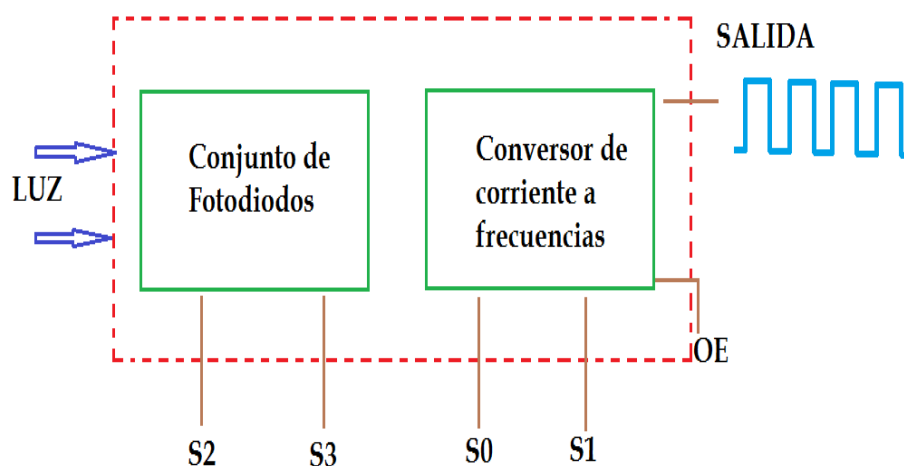 SALIDA
LUZ
Conjunto de
Fotodiodos
Conversor de
corriente a
frecuencias
OE
S2
S3
S0
S1